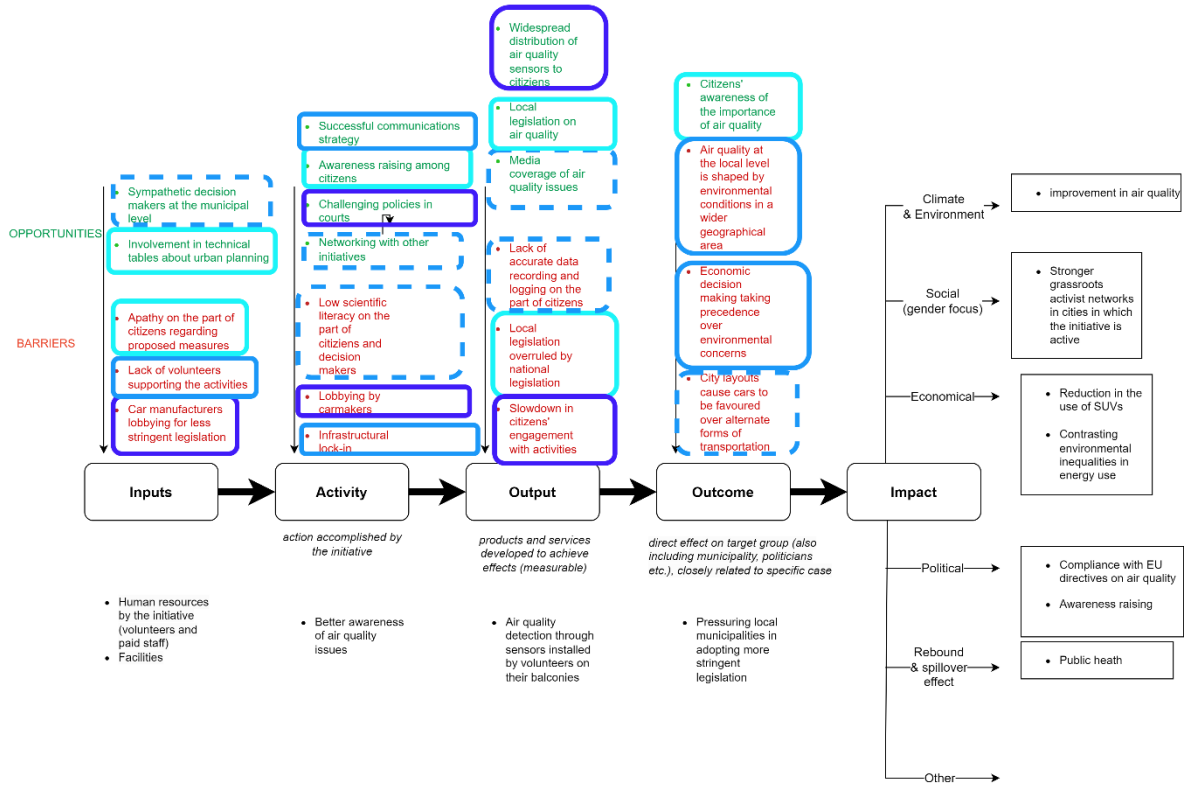 OPPORTUNITIES
BARRIERS
Sympathetic decision
makers at the municipal
level
Involvement in technical
tables about urban planning
Apathy on the part of
citizens regarding
proposed measures
Lack of volunteers
supporting the activities
Car manufacturers
lobbying for less
stringent legislation
Successful communications
strategy
Awareness raising among
citizens
Challenging policies in
courts
Networking with other
initiatives
Low scientific
literacy on the
part of
citiziens and
decision
makers
Lobbying by
carmakers
Infrastructural
lock-in
Widespread
distribution of
air quality
sensors to
citiziens
Local
legislation on
air quality
Media
coverage of air
quality issues
Lack of
accurate data
recording and
logging on the
part of citizens
Local
legislation
overruled by
national
legislation
Slowdown in
citizens'
engagement
with activities
Citizens'
awareness of
the importance
of air quality
Air quality at
the local level
is shaped by
environmental
conditions in a
wider
geographical
area
Economic
decision
making taking
precedence
over
environmental
concerns
City layouts
cause cars to
be favoured
over alternate
forms of
transportation
Inputs
Activity
Output
Outcome
Impact
action accomplished by
the initiative
products and services
developed to achieve
effects (measurable)
direct effect on target group (also
including municipality, politicians
etc.), closely related to specific case
Human resources
by the initiative
(volunteers and
paid staff)
Facilities
Better awareness
of air quality
issues
Air quality
detection through
sensors installed
by volunteers on
their balconies
Pressuring local
municipalities in
adopting more
stringent
legislation
Climate
& Environment
improvement in air quality
Social
(gender focus)
Stronger
grassroots
activist networks
in cities in which
the initiative is
active
Economical
Reduction in the
use of SUVs
Contrasting
environmental
inequalities in
energy use
Political
Compliance with EU
directives on air quality
Awareness raising
Rebound
& spillover
effect
Public heath
Other